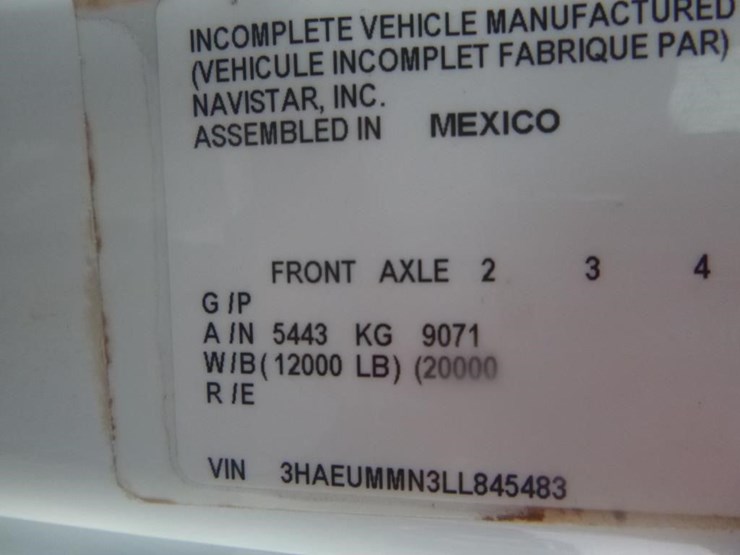 INCOMPLETE VEHICLE MANUFACTURED
(VEHICULE INCOMPLET FABRIQUE PAR)
NAVISTAR, INC.
ASSEMBLED IN MEXICO
FRONT AXLE 2 3 4
G /P
A /N 5443 KG 9071
W/B (12000 LB) (20000
R /E
VIN 3HAEUMMN3LL845483